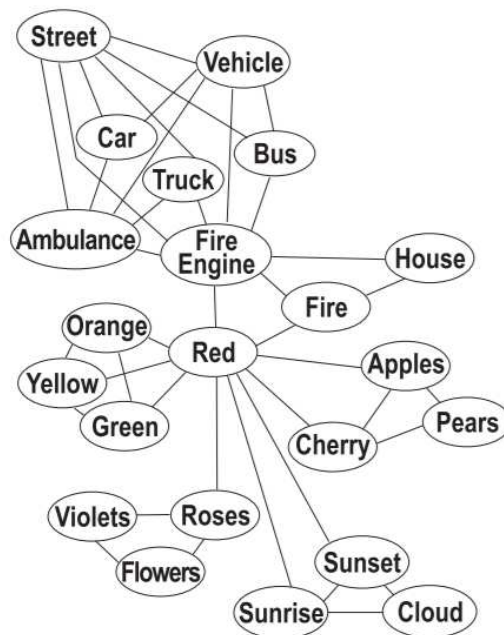 Street
Vehicle
Car
Bus
Truck
Ambulance
Fire
Engine
House
Fire
Orange
Red
Apples
Yellow
Green
Cherry
Pears
Violets
Roses
Flowers
Sunset
Sunrise
Cloud